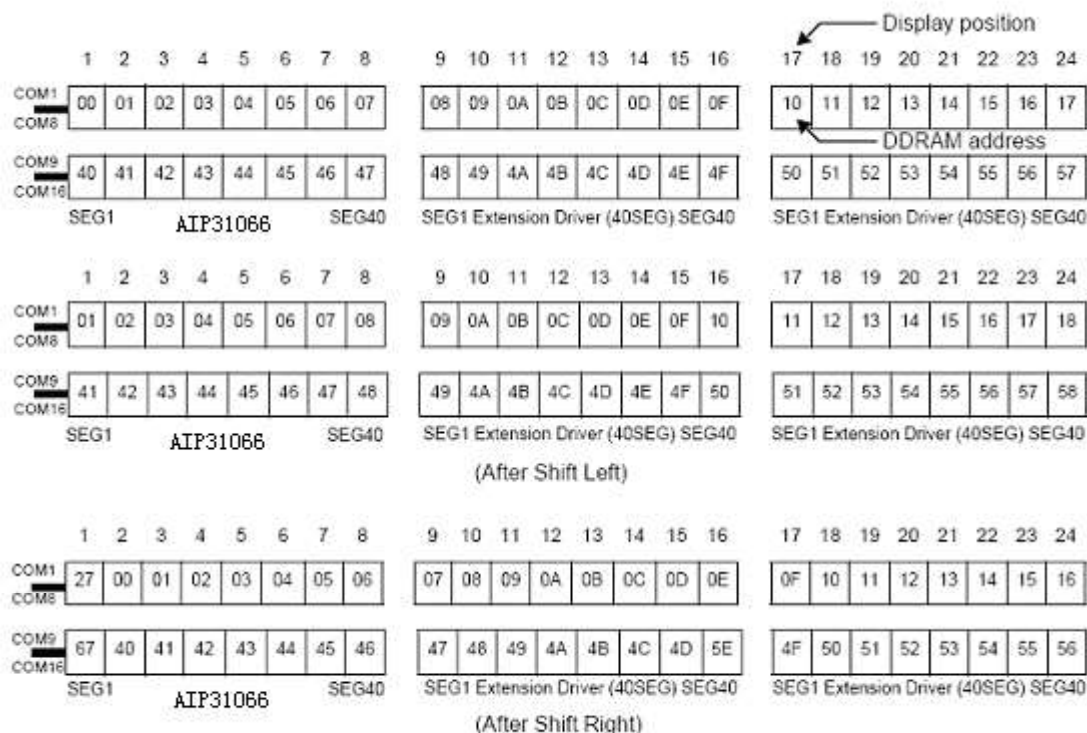 Display position
1 2 3 4 5 6 7 8 9 10 11 12 13 14 15 16 17 18 19 20 21 22 23 24
COM1
COM8
00 01 02 03 04 05 06 07 08 09 0A 0B 0C 0D 0E 0F 10 11 12 13 14 15 16 17
DDRAM address
COM9
COM16
40 41 42 43 44 45 46 47 48 49 4A 4B 4C 4D 4E 4F 50 51 52 53 54 55 56 57
SEG1 AIP31066 SEG40 SEG1 Extension Driver (40SEG) SEG40 SEG1 Extension Driver (40SEG) SEG40
1 2 3 4 5 6 7 8 9 10 11 12 13 14 15 16 17 18 19 20 21 22 23 24
COM1
COM8
01 02 03 04 05 06 07 08 09 0A 0B 0C 0D 0E 0F 10 11 12 13 14 15 16 17 18
COM9
COM16
41 42 43 44 45 46 47 48 49 4A 4B 4C 4D 4E 4F 50 51 52 53 54 55 56 57 58
SEG1 AIP31066 SEG40 SEG1 Extension Driver (40SEG) SEG40 SEG1 Extension Driver (40SEG) SEG40
(After Shift Left)
1 2 3 4 5 6 7 8 9 10 11 12 13 14 15 16 17 18 19 20 21 22 23 24
COM1
COM8
27 00 01 02 03 04 05 06 07 08 09 0A 0B 0C 0D 0E 0F 10 11 12 13 14 15 16
COM9
COM16
67 40 41 42 43 44 45 46 47 48 49 4A 4B 4C 4D 5E 4F 50 51 52 53 54 55 56
SEG1 AIP31066 SEG40 SEG1 Extension Driver (40SEG) SEG40 SEG1 Extension Driver (40SEG) SEG40
(After Shift Right)